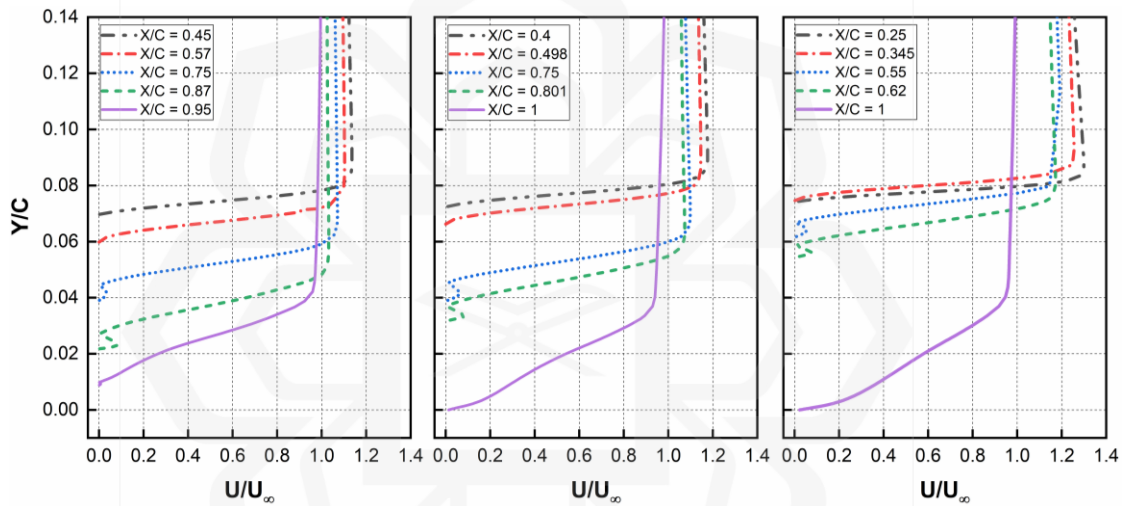 X/C = 0.45
X/C = 0.57
X/C = 0.75
X/C = 0.87
X/C = 0.95
X/C = 0.4
X/C = 0.498
X/C = 0.75
X/C = 0.801
X/C = 1
X/C = 0.25
X/C = 0.345
X/C = 0.55
X/C = 0.62
X/C = 1
Y/C
0.14
0.12
0.10
0.08
0.06
0.04
0.02
0.00
0.0 0.2 0.4 0.6 0.8 1.0 1.2 1.4
0.0 0.2 0.4 0.6 0.8 1.0 1.2 1.4
0.0 0.2 0.4 0.6 0.8 1.0 1.2 1.4
U/U∞
U/U∞
U/U∞